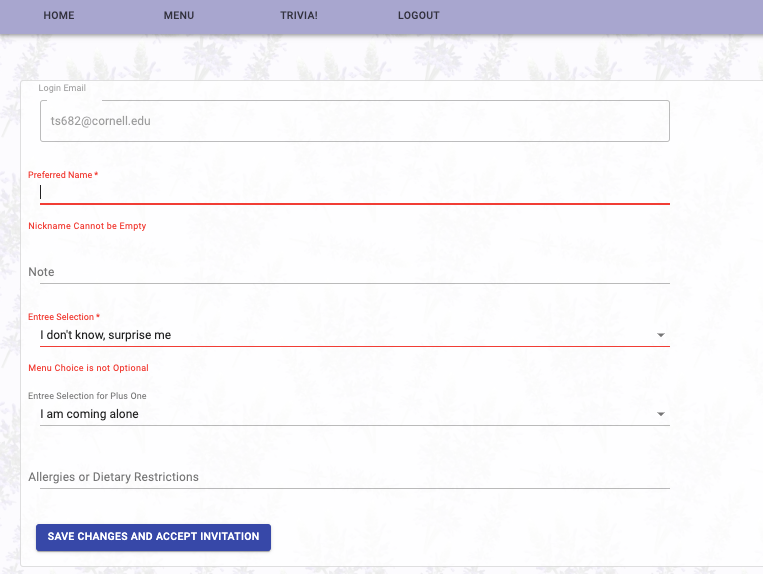 HOME MENU TRIVIA! LOGOUT
Login Email
ts682@cornell.edu
Preferred Name *
Nickname Cannot be Empty
Note
Entree Selection *
I don't know, surprise me
Menu Choice is not Optional
Entree Selection for Plus One
I am coming alone
Allergies or Dietary Restrictions
SAVE CHANGES AND ACCEPT INVITATION